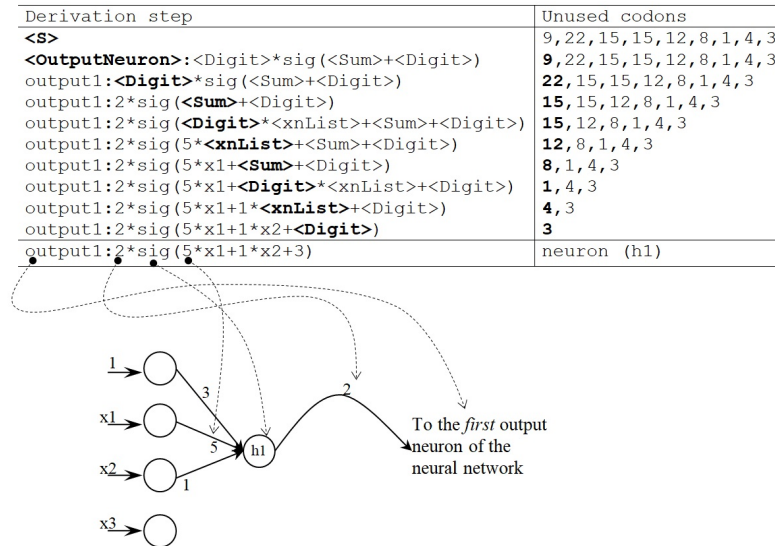 Derivation step Unused codons
<S> 9,22,15,15,12,8,1,4,3
<OutputNeuron>:<Digit>*sig(<Sum>+<Digit>) 9,22,15,15,12,8,1,4,3
output1:<Digit>*sig(<Sum>+<Digit>) 22,15,15,12,8,1,4,3
output1:2*sig(<Sum>+<Digit>) 15,15,12,8,1,4,3
output1:2*sig(<Digit>*<xnList>+<Sum>+<Digit>) 15,12,8,1,4,3
output1:2*sig(5*<xnList>+<Sum>+<Digit>) 12,8,1,4,3
output1:2*sig(5*x1+<Sum>+<Digit>) 8,1,4,3
output1:2*sig(5*x1+<Digit>*<xnList>+<Digit>) 1,4,3
output1:2*sig(5*x1+1*<xnList>+<Digit>) 4,3
output1:2*sig(5*x1+1*x2+<Digit>) 3
output1:2*sig(5*x1+1*x2+3) neuron (h1)
1
3
2
x1
To the first output
5
h1
neuron of the
x2
1
neural network
x3